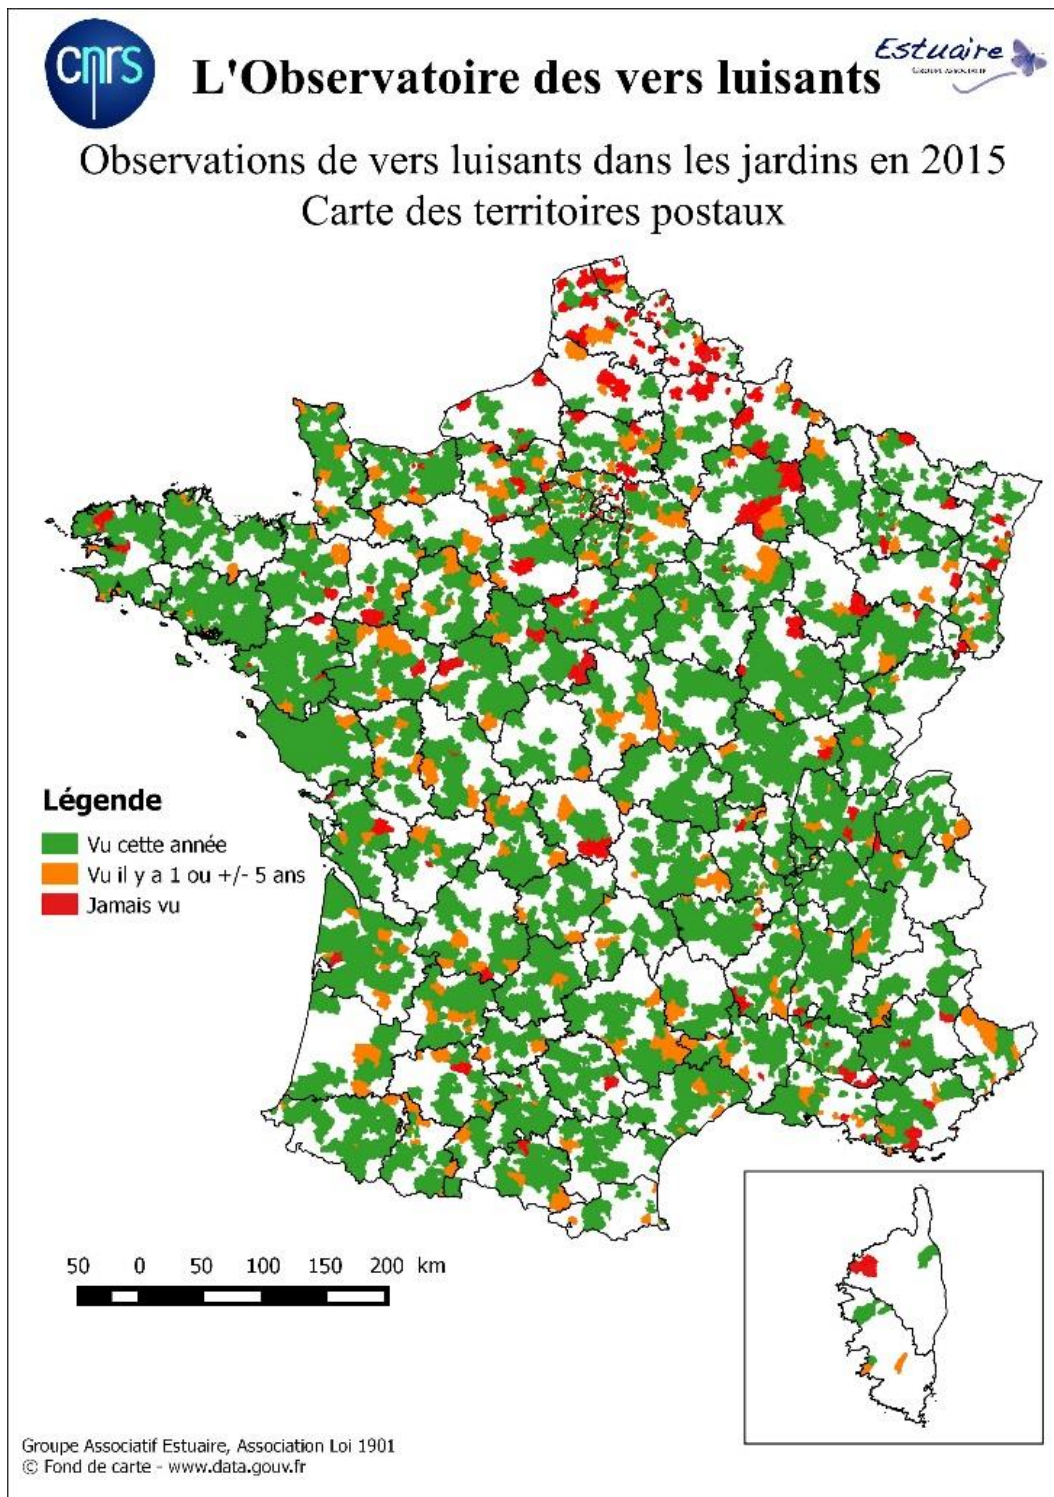 cnrs
Estuaire
GROUPE ASSOCIATIF
L'Observatoire des vers luisants
Observations de vers luisants dans les jardins en 2015
Carte des territoires postaux
Légende
Vu cette année
Vu il y a 1 ou +/- 5 ans
Jamais vu
50 0 50 100 150 200 km
Groupe Associatif Estuaire, Association Loi 1901
© Fond de carte - www.data.gouv.fr